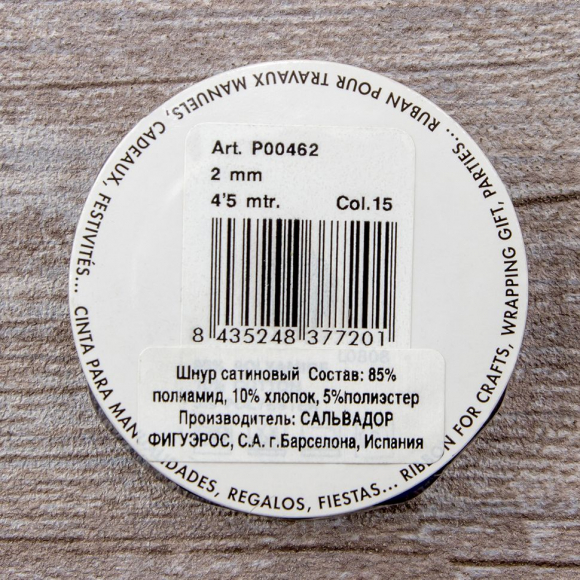 Art. P00462
2 mm
4'5 mtr. Col.15
8 435248 377201
Шнур сатиновый Состав: 85%
полиамид, 10% хлопок, 5%полиэстер
Производитель: САЛЬВАДОР
ФИГУЭРОС, С.А. г.Барселона, Испания
RUBAN POUR TRAVAUX MANUELS, CADEAUX, FESTIVITÉS...
CINTA PARA MAN IDADES, REGALOS, FIESTAS...
RIBBON FOR CRAFTS, WRAPPING GIFT, PARTIES...